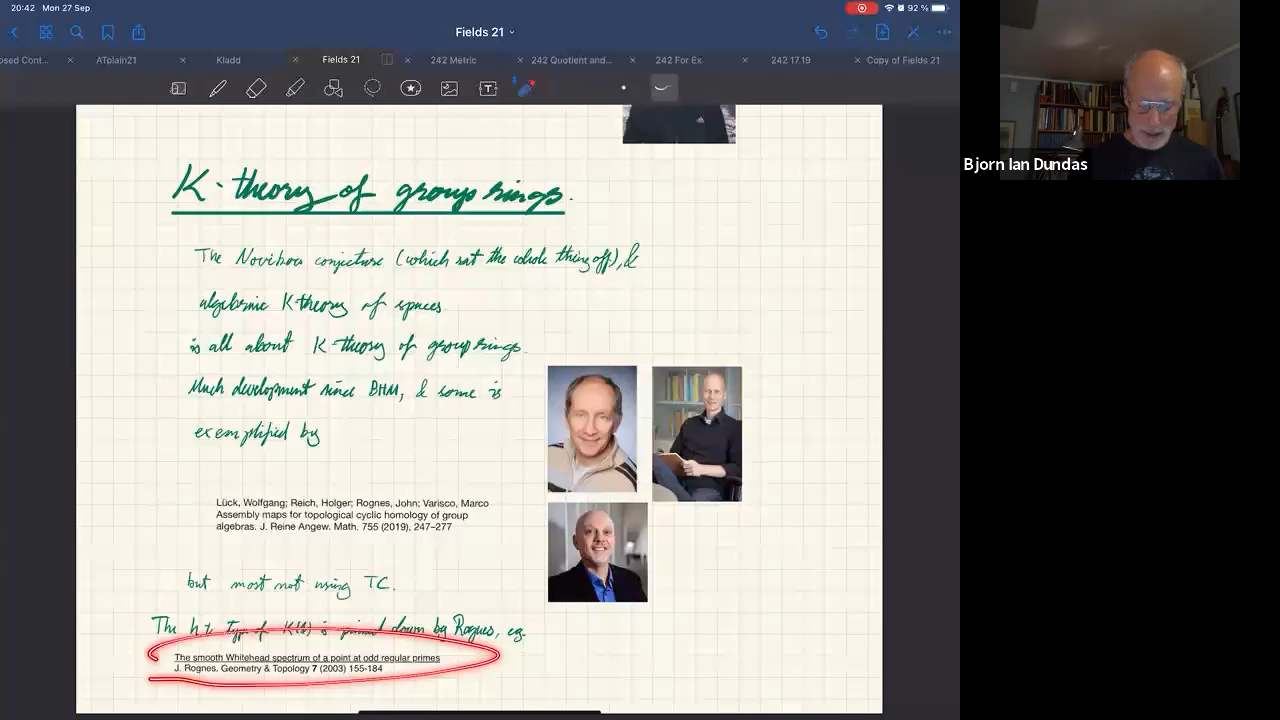 20:42 Mon 27 Sep
92 %
Fields 21
osed Cont...
ATplain21
Kladd
Fields 21
242 Metric
242 Quotient and...
242 For Ex
242 17.19
Copy of Fields 21
Bjorn Ian Dundas
K-theory of group rings.
The Novikov conjecture (which sat the whole thing off), &
algebraic K-theory of spaces
is all about K-theory of group rings.
Much development since BHM, & some is
exemplified by
Lück, Wolfgang; Reich, Holger; Rognes, John; Varisco, Marco
Assembly maps for topological cyclic homology of group
algebras. J. Reine Angew. Math. 755 (2019), 247–277
but most not using TC.
The type of is down by Rognes, eg.
The smooth Whitehead spectrum of a point at odd regular primes
J. Rognes. Geometry & Topology 7 (2003) 155-184